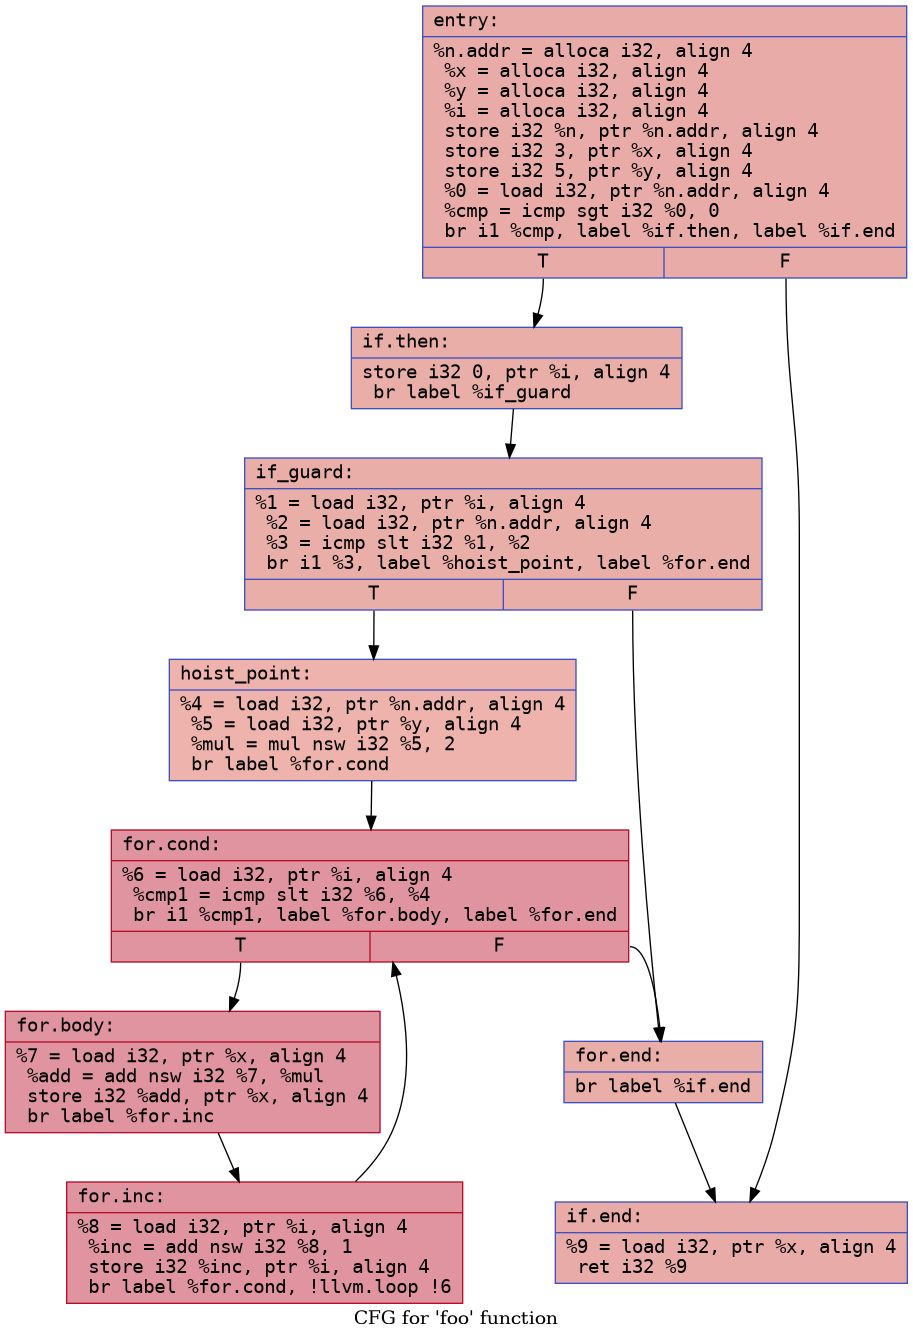 entry:
%n.addr = alloca i32, align 4
%x = alloca i32, align 4
%y = alloca i32, align 4
%i = alloca i32, align 4
store i32 %n, ptr %n.addr, align 4
store i32 3, ptr %x, align 4
store i32 5, ptr %y, align 4
%0 = load i32, ptr %n.addr, align 4
%cmp = icmp sgt i32 %0, 0
br i1 %cmp, label %if.then, label %if.end
T F
if.then:
store i32 0, ptr %i, align 4
br label %if_guard
if_guard:
%1 = load i32, ptr %i, align 4
%2 = load i32, ptr %n.addr, align 4
%3 = icmp slt i32 %1, %2
br i1 %3, label %hoist_point, label %for.end
T F
hoist_point:
%4 = load i32, ptr %n.addr, align 4
%5 = load i32, ptr %y, align 4
%mul = mul nsw i32 %5, 2
br label %for.cond
for.cond:
%6 = load i32, ptr %i, align 4
%cmp1 = icmp slt i32 %6, %4
br i1 %cmp1, label %for.body, label %for.end
T F
for.body:
%7 = load i32, ptr %x, align 4
%add = add nsw i32 %7, %mul
store i32 %add, ptr %x, align 4
br label %for.inc
for.end:
br label %if.end
for.inc:
%8 = load i32, ptr %i, align 4
%inc = add nsw i32 %8, 1
store i32 %inc, ptr %i, align 4
br label %for.cond, !llvm.loop !6
if.end:
%9 = load i32, ptr %x, align 4
ret i32 %9
CFG for 'foo' function